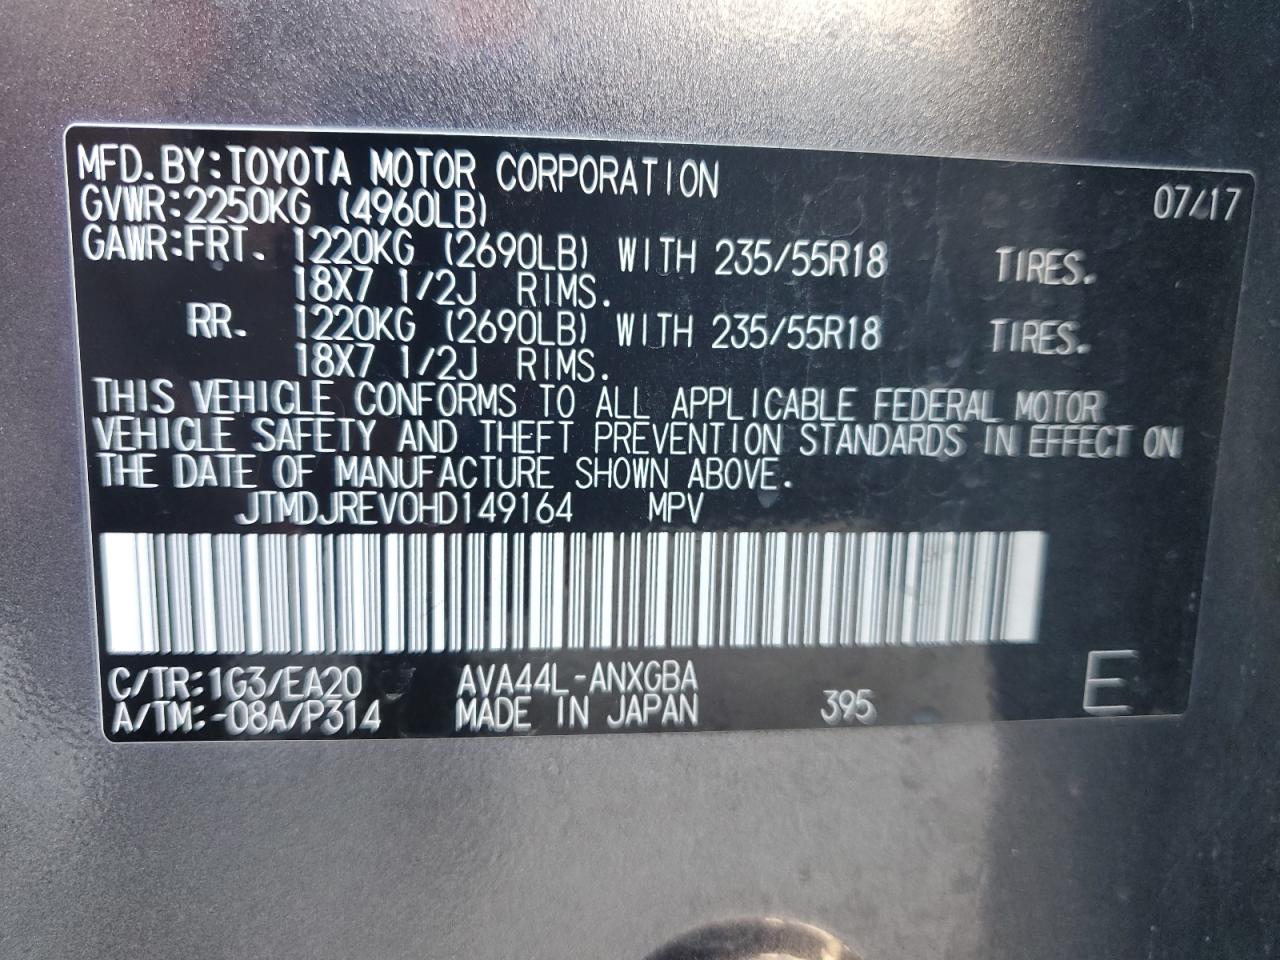 MFD.BY:TOYOTA MOTOR CORPORATION 07/17
GVWR:2250KG (4960LB)
GAWR:FRT. 1220KG (2690LB) WITH 235/55R18 TIRES.
18X7 1/2J RIMS.
RR. 1220KG (2690LB) WITH 235/55R18 TIRES.
18X7 1/2J RIMS.
THIS VEHICLE CONFORMS TO ALL APPLICABLE FEDERAL MOTOR
VEHICLE SAFETY AND THEFT PREVENTION STANDARDS IN EFFECT ON
THE DATE OF MANUFACTURE SHOWN ABOVE.
JTMDJREV0HD149164 MPV
C/TR:1G3/EA20 AVA44L-ANXGBA
A/TM:-08A/P314 MADE IN JAPAN 395 E